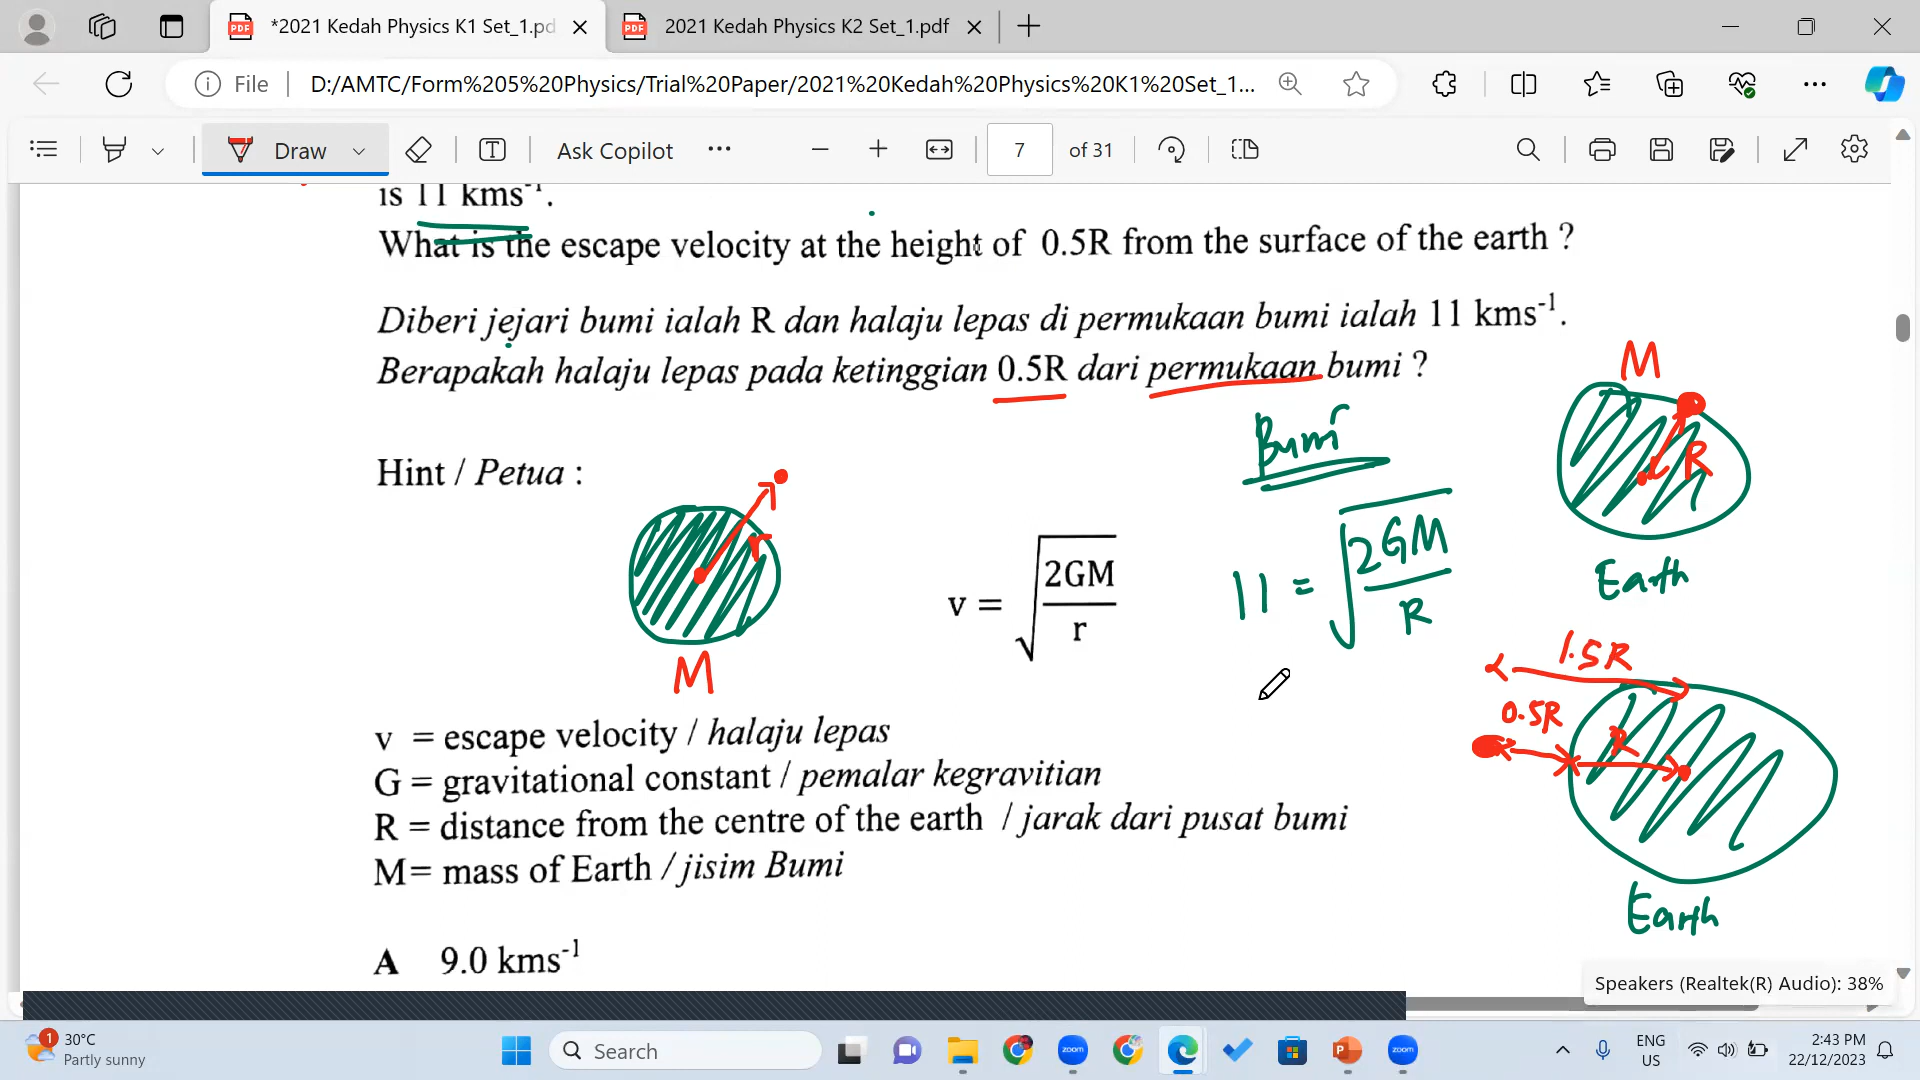 *2021 Kedah Physics K1 Set_1.pd
2021 Kedah Physics K2 Set_1.pdf
File
D:/AMTC/Form%205%20Physics/Trial%20Paper/2021%20Kedah%20Physics%20K1%20Set_1...
Draw
Ask Copilot
7 of 31
is 11 kms⁻¹.
What is the escape velocity at the height of 0.5R from the surface of the earth ?
Diberi jejari bumi ialah R dan halaju lepas di permukaan bumi ialah 11 kms⁻¹.
Berapakah halaju lepas pada ketinggian 0.5R dari permukaan bumi ?
M
R
Earth
Bumi
Hint / Petua :
r
M
v = √(2GM/r)
11 = √(2GM/R)
1.5R
0.5R
R
Earth
v = escape velocity / halaju lepas
G = gravitational constant / pemalar kegravitian
R = distance from the centre of the earth / jarak dari pusat bumi
M= mass of Earth / jisim Bumi
A 9.0 kms⁻¹
Speakers (Realtek(R) Audio): 38%
1
30°C
Partly sunny
Search
zoom
zoom
ENG
US
2:43 PM
22/12/2023